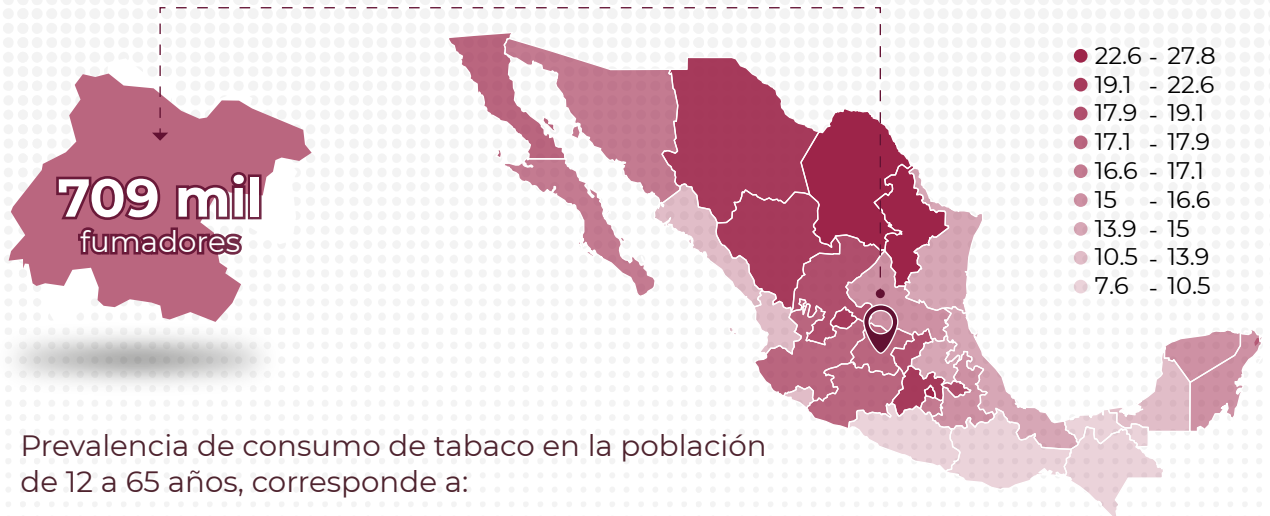 709 mil
fumadores
22.6 - 27.8
19.1 - 22.6
17.9 - 19.1
17.1 - 17.9
16.6 - 17.1
15 - 16.6
13.9 - 15
10.5 - 13.9
7.6 - 10.5
Prevalencia de consumo de tabaco en la población
de 12 a 65 años, corresponde a: